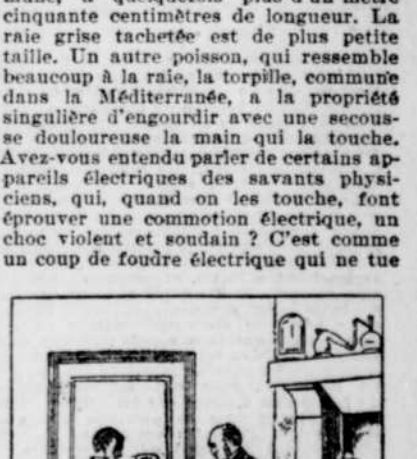 quelquefois plus d'un mètre
cinquante centimètres de longueur. La
raie grise tachetée est de plus petite
taille. Un autre poisson, qui ressemble
beaucoup à la raie, la torpille, commune
dans la Méditerranée, a la propriété
singulière d'engourdir avec une secous-
se douloureuse la main qui la touche.
Avez-vous entendu parler de certains ap-
pareils électriques des savants physi-
ciens, qui, quand on les touche, font
éprouver une commotion électrique, un
choc violent et soudain ? C'est comme
un coup de foudre électrique qui ne tue